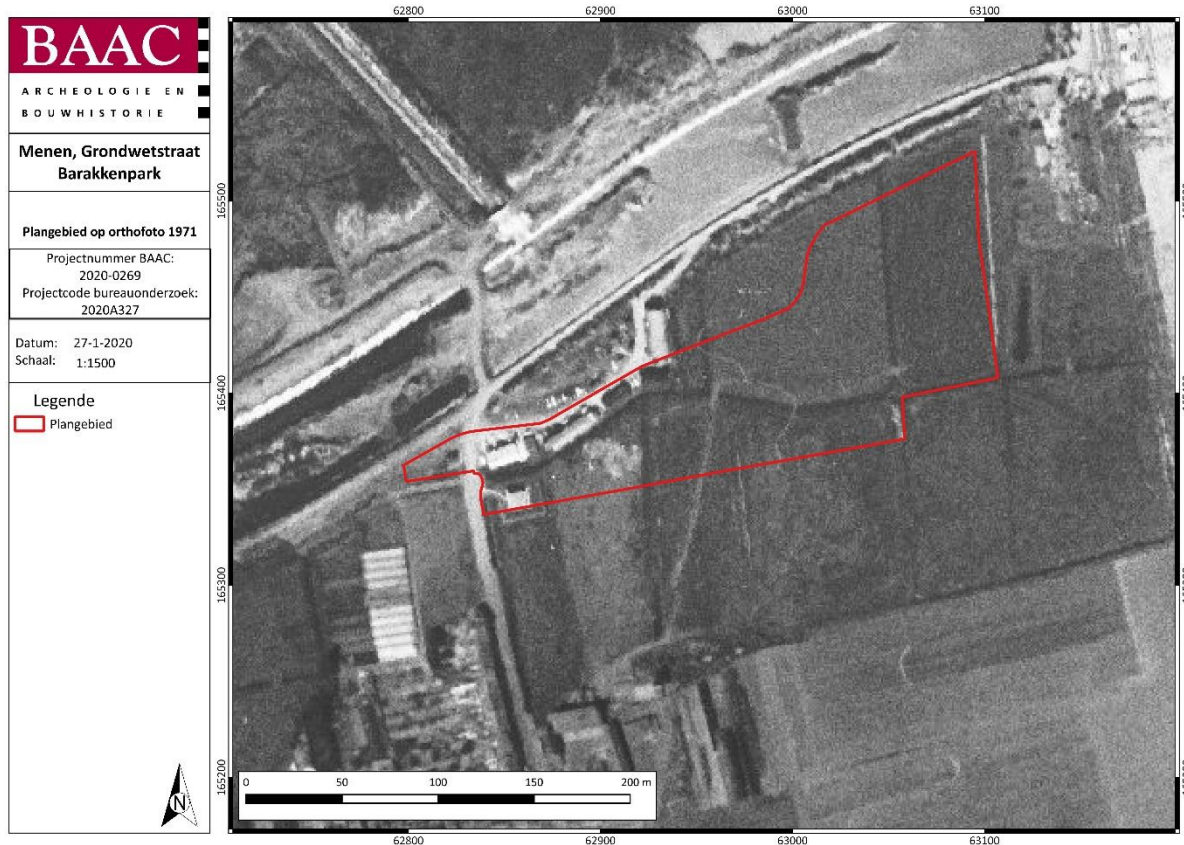 BAAC
ARCHEOLOGIE EN
BOUWHISTORIE
Menen, Grondwetstraat
Barakkenpark
Plangebied op orthofoto 1971
Projectnummer BAAC:
2020-0269
Projectcode bureauonderzoek:
2020A327
Datum: 27-1-2020
Schaal: 1:1500
Legende
Plangebied
N
62800 62900 63000 63100
165500
165400
165300
165200
0 50 100 150 200 m
62800 62900 63000 63100